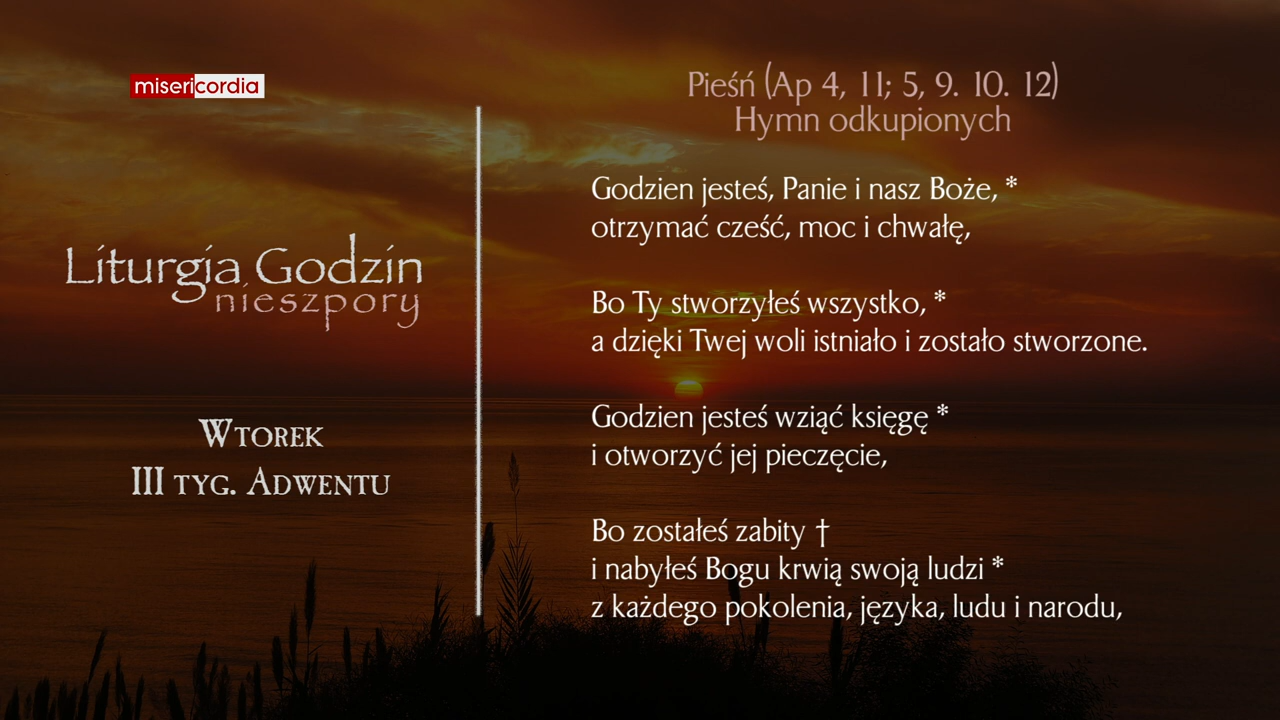 misericordia
Liturgia Godzin
nieszpory
Wtorek
III tyg. Adwentu
Pieśń (Ap 4, 11; 5, 9. 10. 12)
Hymn odkupionych
Godzien jesteś, Panie i nasz Boże, *
otrzymać cześć, moc i chwałę,
Bo Ty stworzyłeś wszystko, *
a dzięki Twej woli istniało i zostało stworzone.
Godzien jesteś wziąć księgę *
i otworzyć jej pieczęcie,
Bo zostałeś zabity †
i nabyłeś Bogu krwią swoją ludzi *
z każdego pokolenia, języka, ludu i narodu,